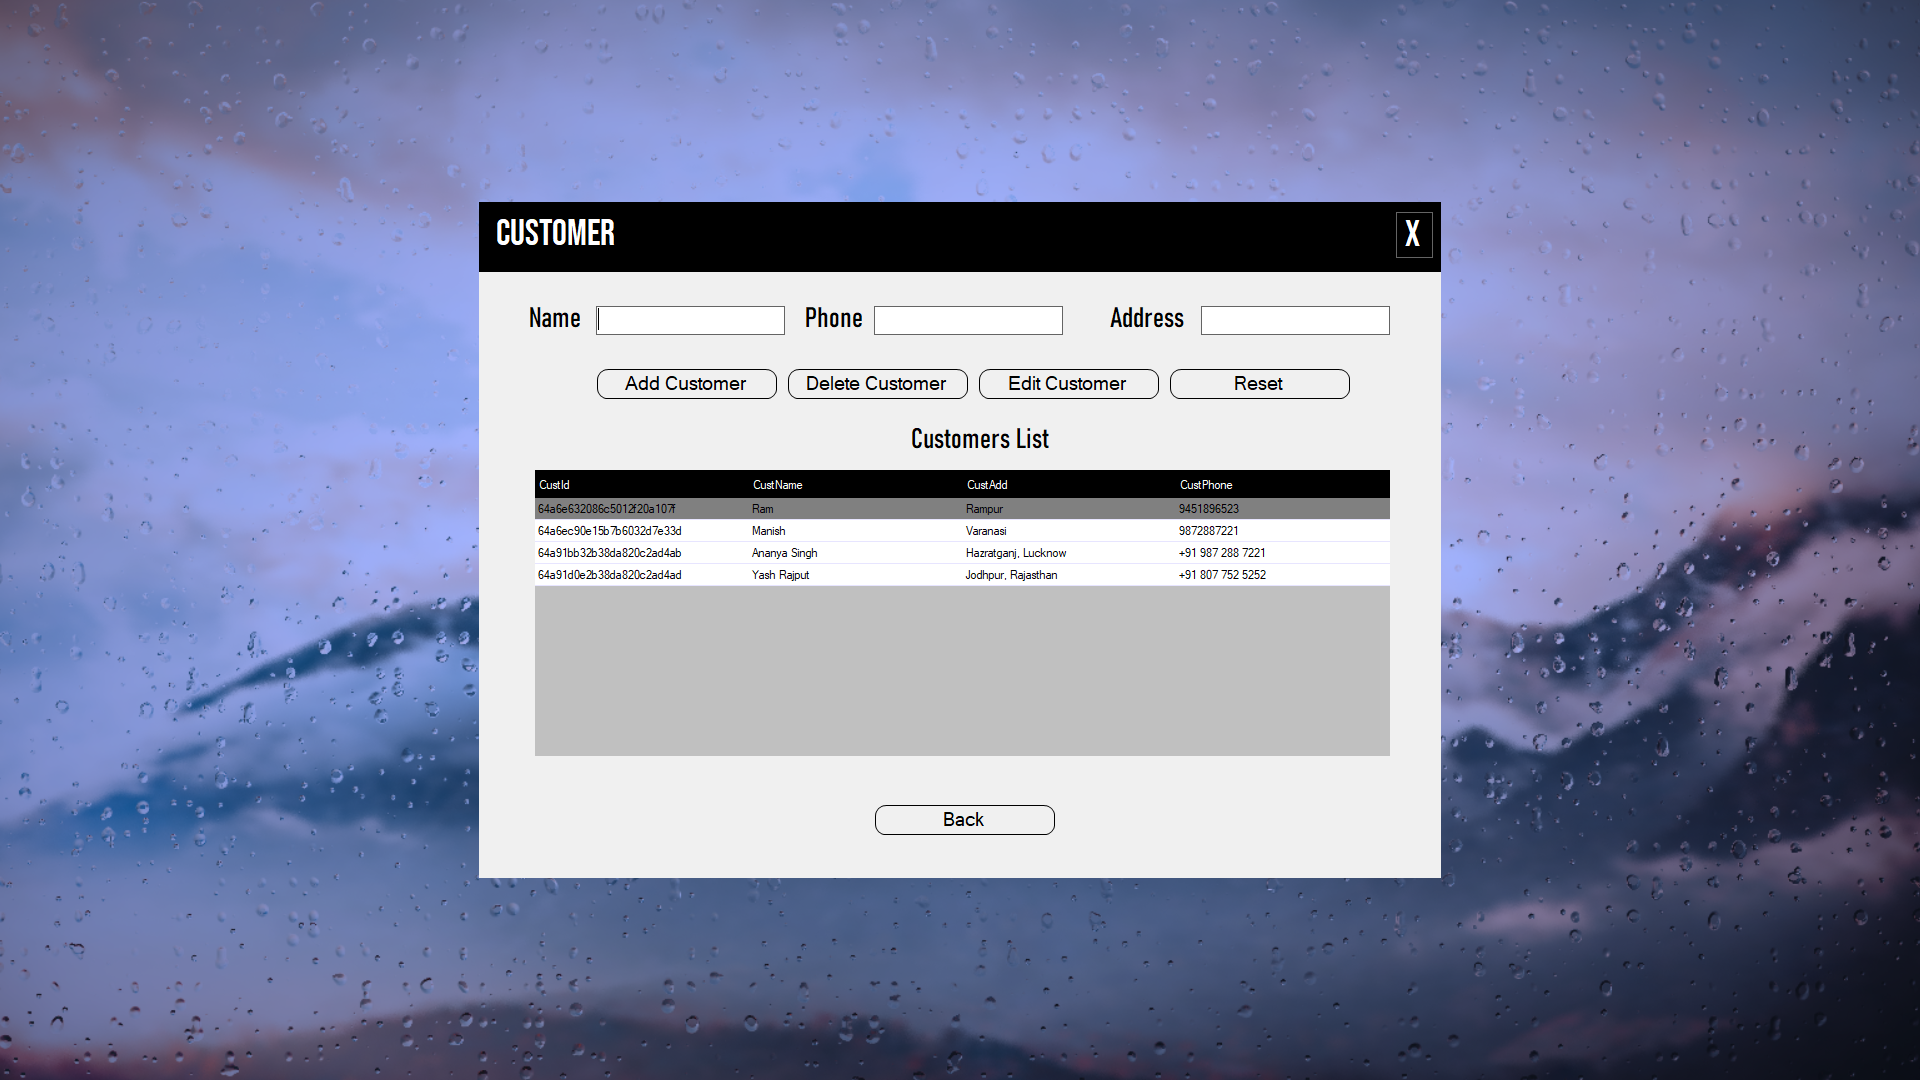 CUSTOMER X
Name Phone Address
Add Customer Delete Customer Edit Customer Reset
Customers List
CustId CustName CustAdd CustPhone
64a6e632086c5012f20a107f Ram Rampur 9451896523
64a6ec90e15b7b6032d7e33d Manish Varanasi 9872887221
64a91bb32b38da820c2ad4ab Ananya Singh Hazratganj, Lucknow +91 987 288 7221
64a91d0e2b38da820c2ad4ad Yash Rajput Jodhpur, Rajasthan +91 807 752 5252
Back